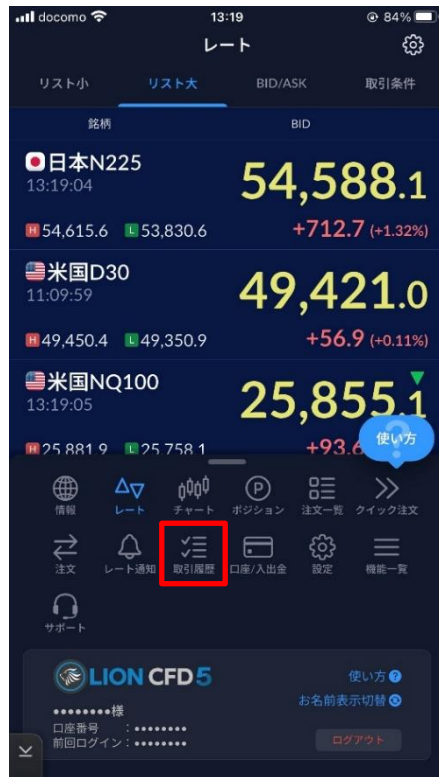 docomo 13:19 84%
レート
リスト小 リスト大 BID/ASK 取引条件
銘柄 BID
日本N225
13:19:04
54,588.1
H 54,615.6 L 53,830.6 +712.7 (+1.32%)
米国D30
11:09:59
49,421.0
H 49,450.4 L 49,350.9 +56.9 (+0.11%)
米国NQ100
13:19:05
25,855.1
H 25,881.9 L 25,758.1 +93.6
使い方
情報 レート チャート ポジション 注文一覧 クイック注文
注文 レート通知 取引履歴 口座/入出金 設定 機能一覧
サポート
LION CFD 5
使い方 ?
••••••••様
お名前表示切替
口座番号 : ••••••••
前回ログイン : ••••••••
ログアウト